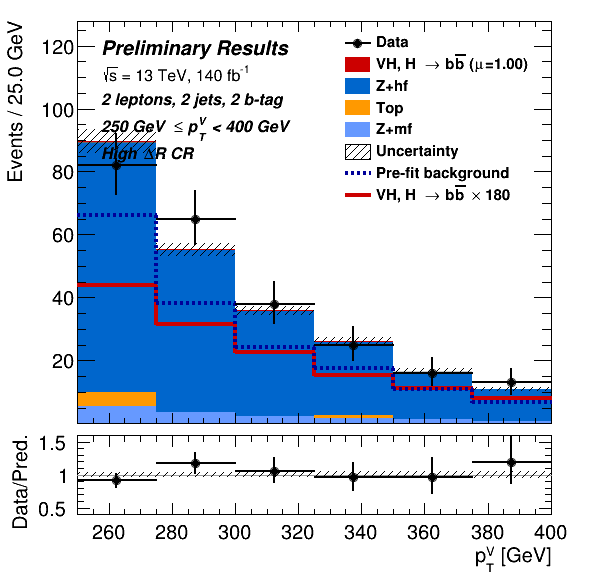 Events / 25.0 GeV
120
100
80
60
40
20
Preliminary Results
√s = 13 TeV, 140 fb⁻¹
2 leptons, 2 jets, 2 b-tag
250 GeV ≤ p_T^V < 400 GeV
High ΔR CR
Data
VH, H → bb̅ (μ=1.00)
Z+hf
Top
Z+mf
Uncertainty
Pre-fit background
VH, H → bb̅ × 180
Data/Pred.
1.5
1
0.5
260 280 300 320 340 360 380 400
p_T^V [GeV]